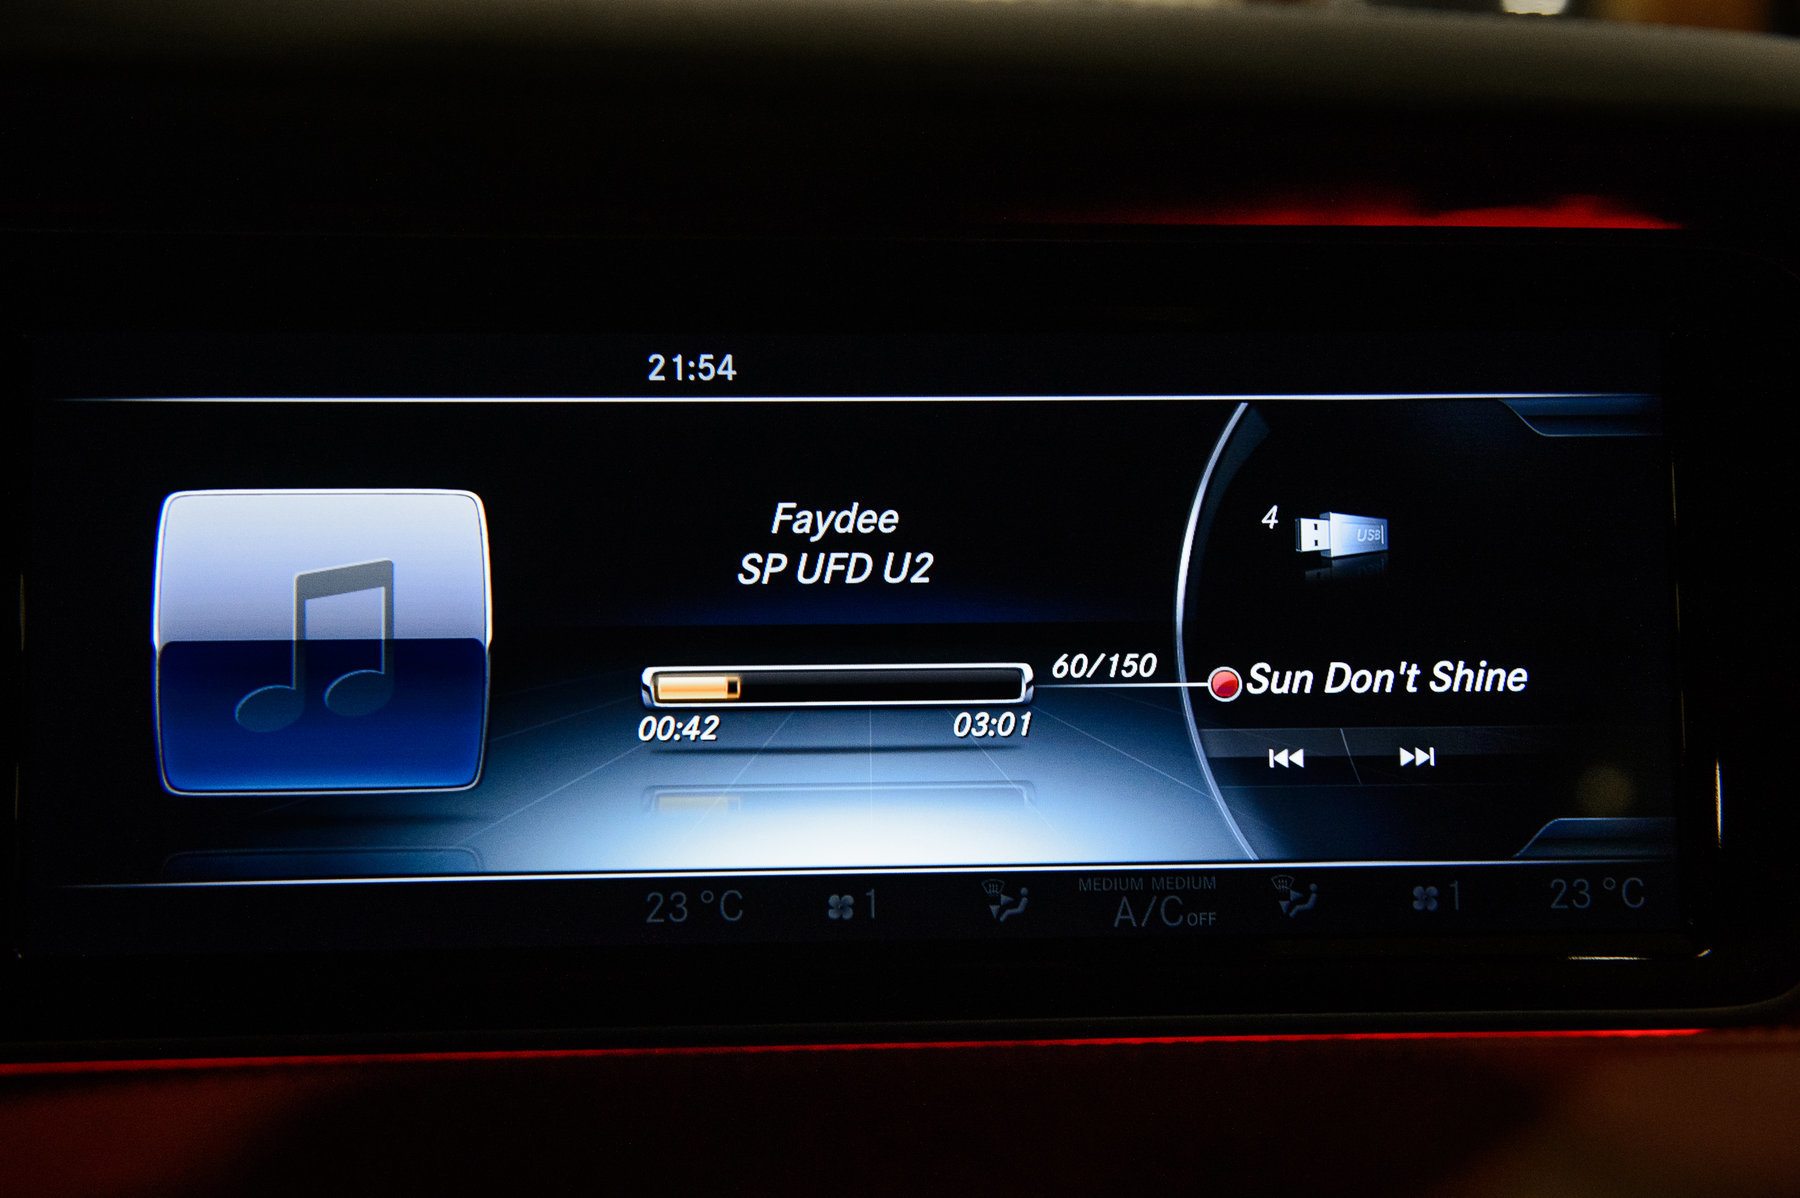 21:54
Faydee
SP UFD U2
4
USB
60/150
Sun Don't Shine
00:42
03:01
23 °C
1
MEDIUM MEDIUM
A/C OFF
1
23 °C